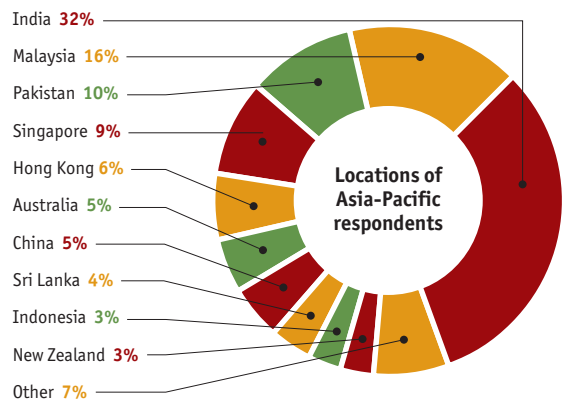 India 32%
Malaysia 16%
Pakistan 10%
Singapore 9%
Hong Kong 6%
Australia 5%
China 5%
Sri Lanka 4%
Indonesia 3%
New Zealand 3%
Other 7%
Locations of
Asia-Pacific
respondents